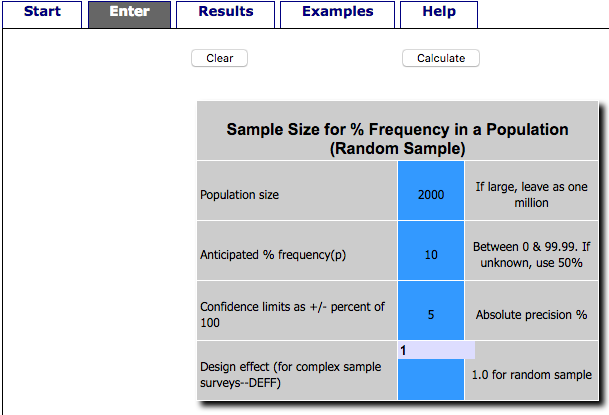 Start Enter Results Examples Help
Clear Calculate
Sample Size for % Frequency in a Population
(Random Sample)
Population size 2000 If large, leave as one
million
Anticipated % frequency(p) 10 Between 0 & 99.99. If
unknown, use 50%
Confidence limits as +/- percent of
100 5 Absolute precision %
1
Design effect (for complex sample
surveys--DEFF) 1.0 for random sample